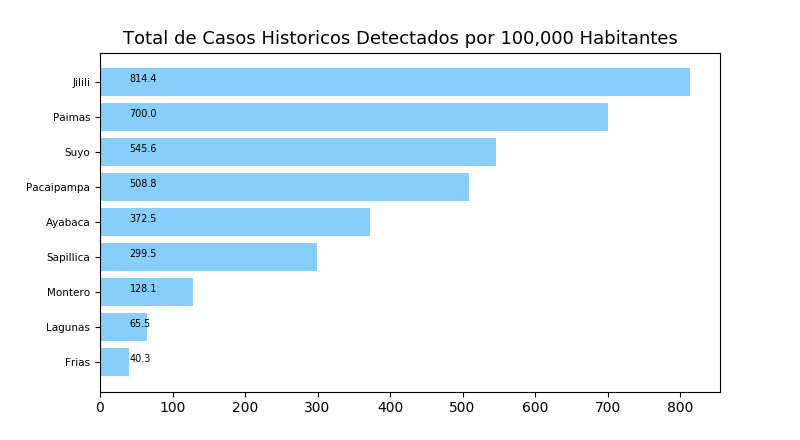 Total de Casos Historicos Detectados por 100,000 Habitantes
Jilili 814.4
Paimas 700.0
Suyo 545.6
Pacaipampa 508.8
Ayabaca 372.5
Sapillica 299.5
Montero 128.1
Lagunas 65.5
Frias 40.3
0 100 200 300 400 500 600 700 800